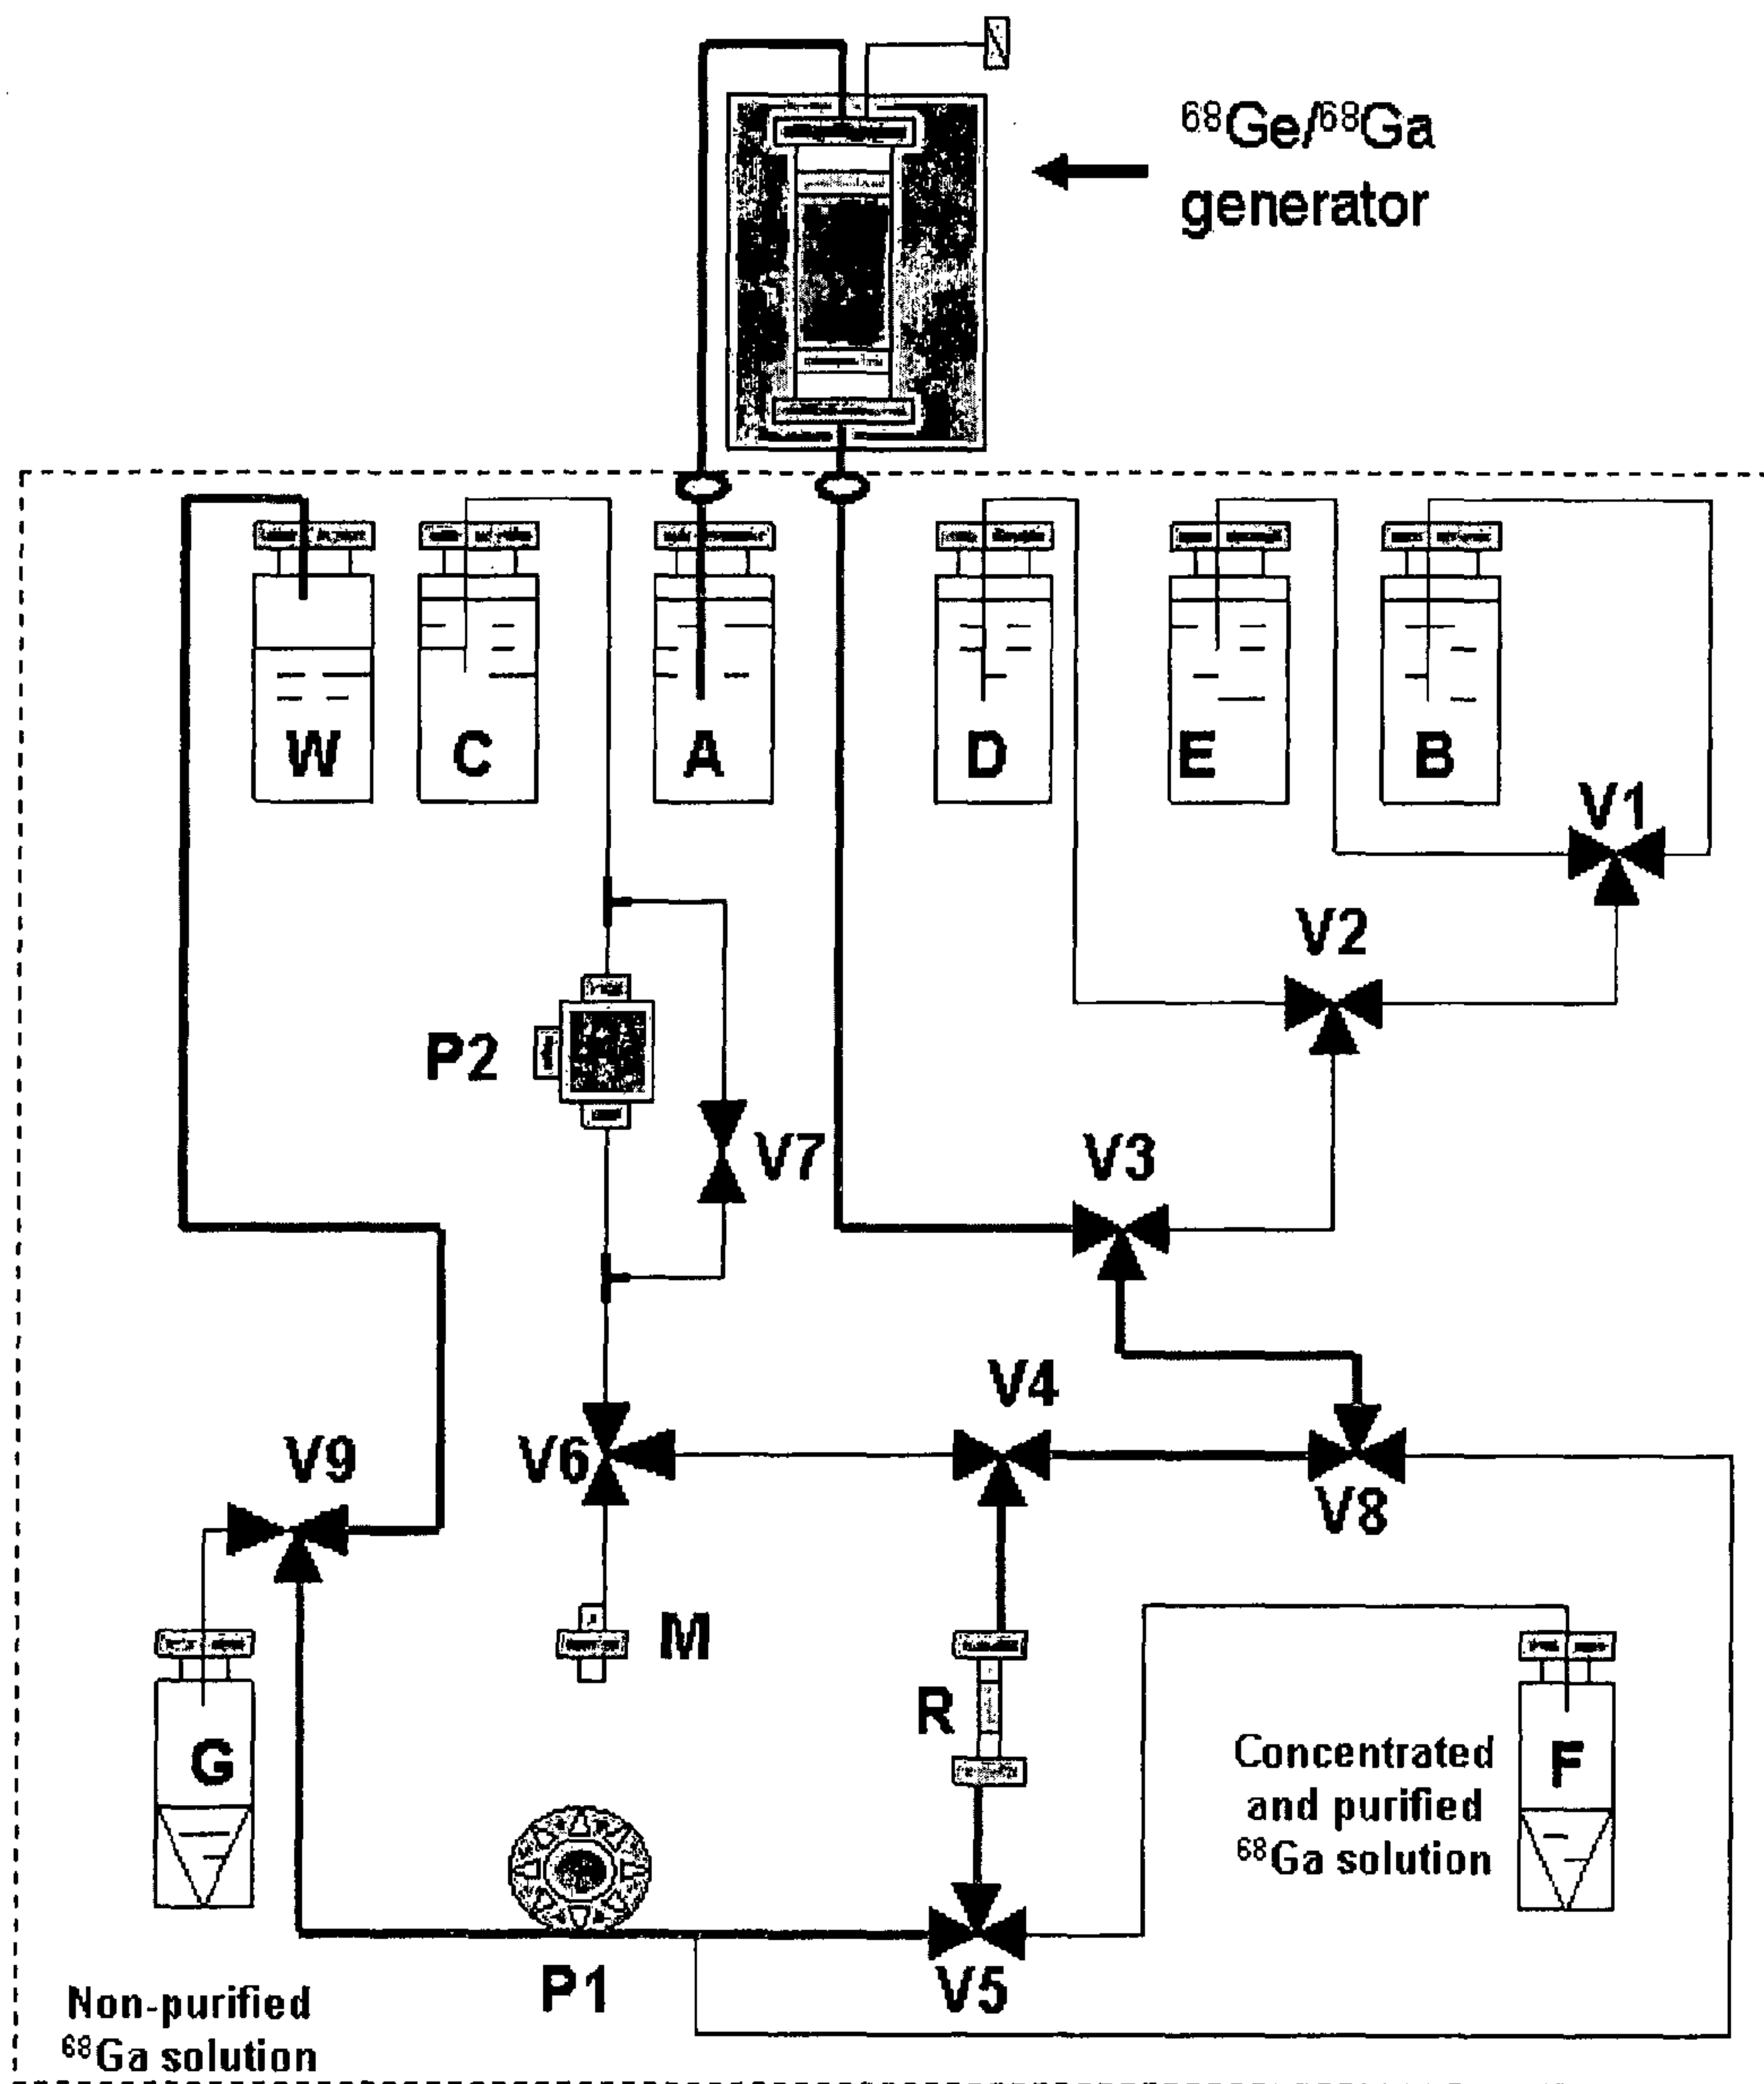 ⁶⁸Ge/⁶⁸Ga
generator
W
C
A
D
E
B
V1
V2
P2
V7
V3
V4
V9
V6
V8
M
R
G
Concentrated
and purified
⁶⁸Ga solution
F
P1
V5
Non-purified
⁶⁸Ga solution